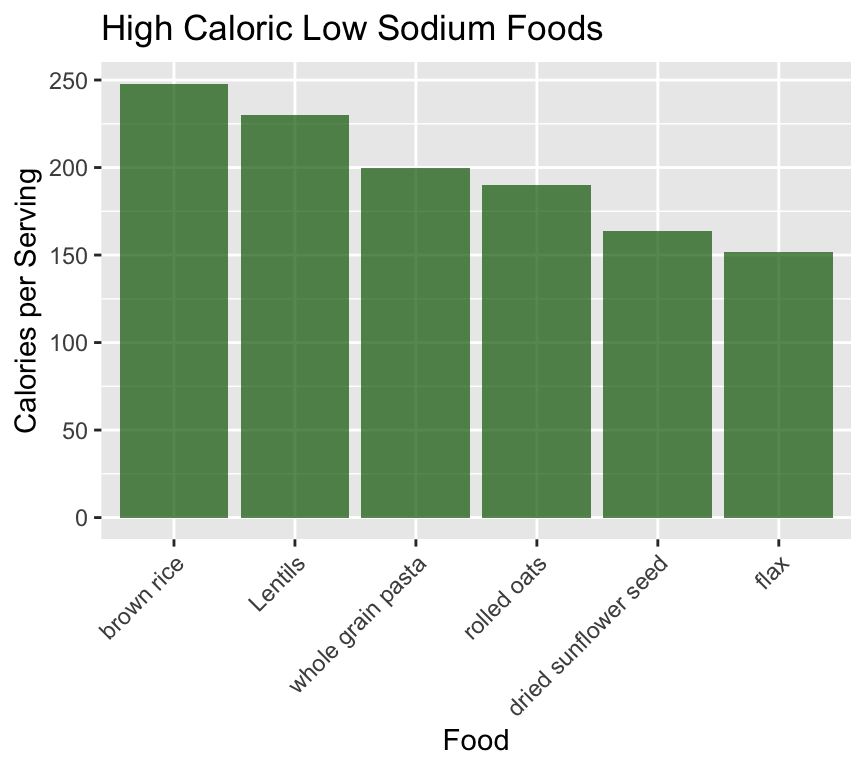 High Caloric Low Sodium Foods
Calories per Serving
250
200
150
100
50
0
brown rice
Lentils
whole grain pasta
rolled oats
dried sunflower seed
flax
Food